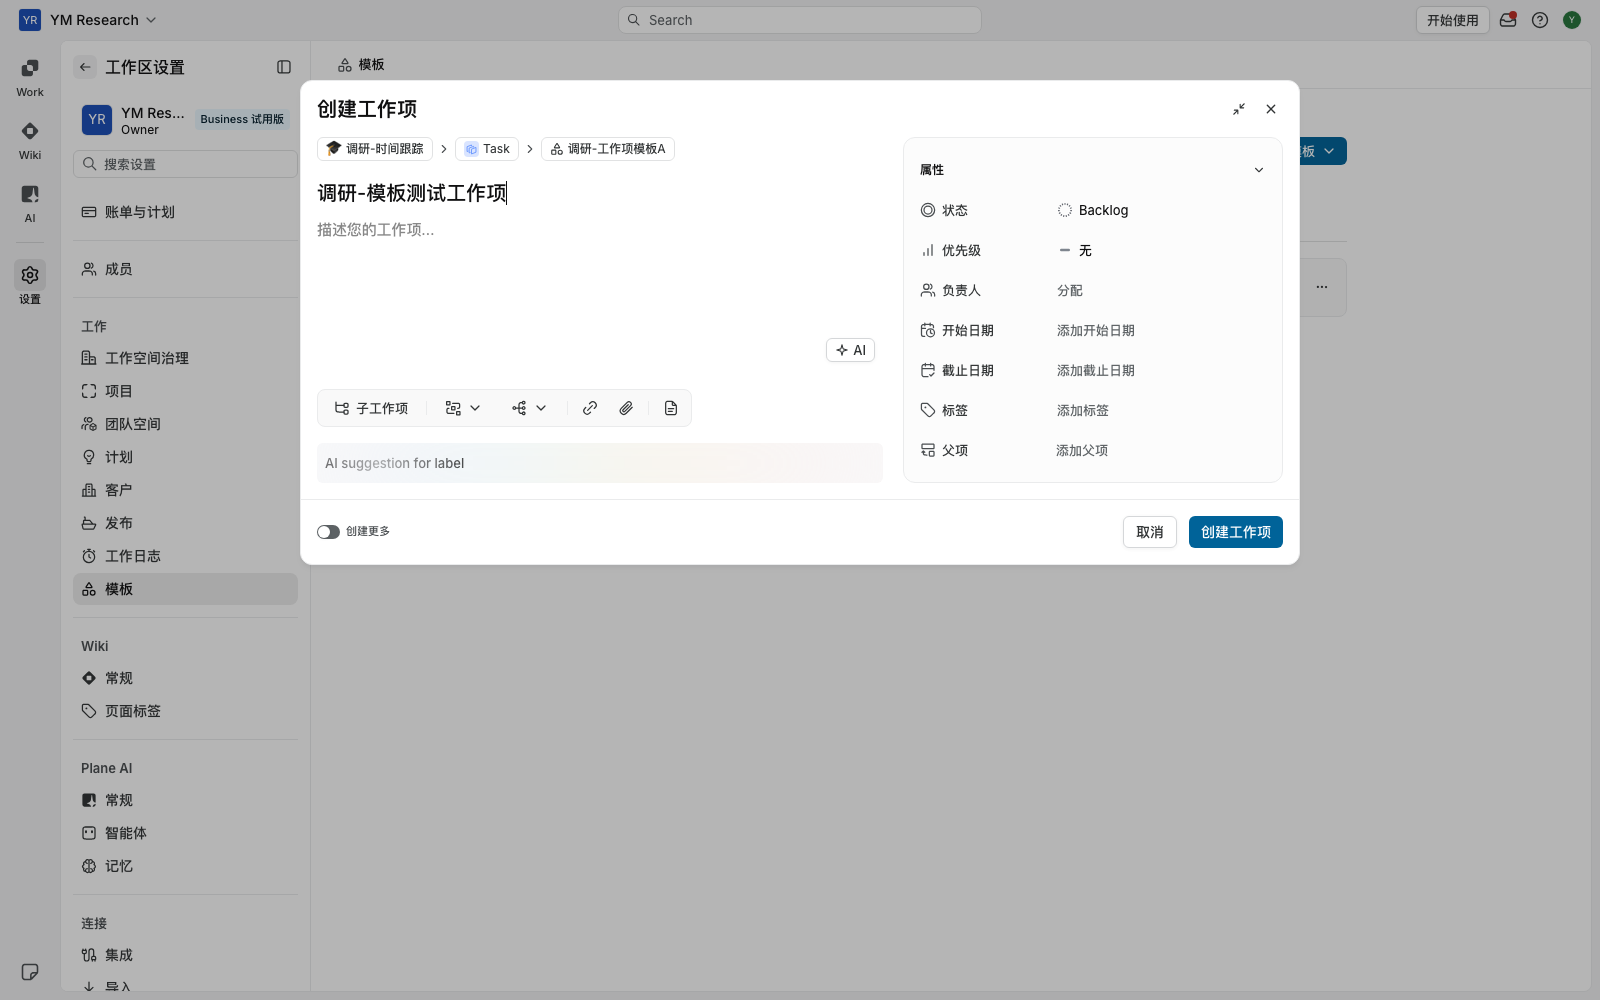 YR YM Research
Search
开始使用
Y
Work
Wiki
AI
设置
工作区设置
YR
YM Res...
Owner
Business 试用版
搜索设置
账单与计划
成员
工作
工作空间治理
项目
团队空间
计划
客户
发布
工作日志
模板
Wiki
常规
页面标签
Plane AI
常规
智能体
记忆
连接
集成
导入
模板
创建工作项
调研-时间跟踪
Task
调研-工作项模板A
调研-模板测试工作项
描述您的工作项...
AI
子工作项
AI suggestion for label
属性
状态 Backlog
优先级 无
负责人 分配
开始日期 添加开始日期
截止日期 添加截止日期
标签 添加标签
父项 添加父项
创建更多
取消
创建工作项
板